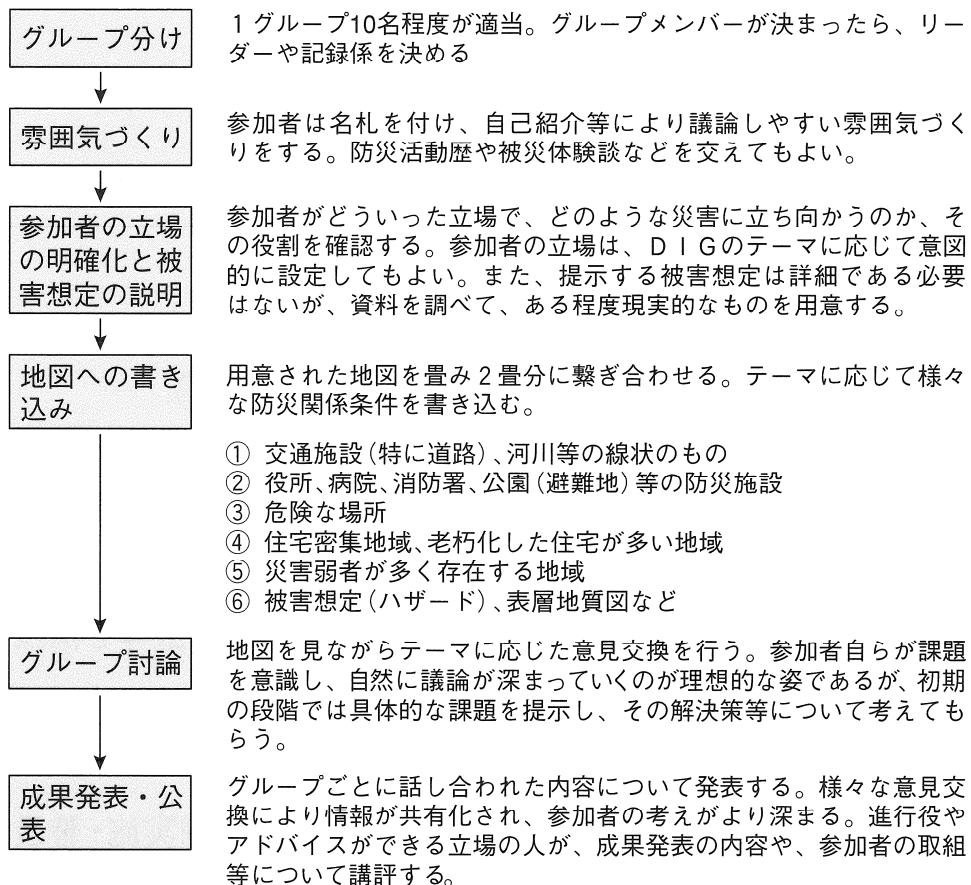 グループ分け
１グループ10名程度が適当。グループメンバーが決まったら、リー
ダーや記録係を決める
雰囲気づくり
参加者は名札を付け、自己紹介等により議論しやすい雰囲気づく
りをする。防災活動歴や被災体験談などを交えてもよい。
参加者の立場
の明確化と被
害想定の説明
参加者がどういった立場で、どのような災害に立ち向かうのか、そ
の役割を確認する。参加者の立場は、ＤＩＧのテーマに応じて意図
的に設定してもよい。また、提示する被害想定は詳細である必要
はないが、資料を調べて、ある程度現実的なものを用意する。
地図への書き
込み
用意された地図を畳み２畳分に繋ぎ合わせる。テーマに応じて様々
な防災関係条件を書き込む。
① 交通施設（特に道路）、河川等の線状のもの
② 役所、病院、消防署、公園（避難地）等の防災施設
③ 危険な場所
④ 住宅密集地域、老朽化した住宅が多い地域
⑤ 災害弱者が多く存在する地域
⑥ 被害想定（ハザード）、表層地質図など
グループ討論
地図を見ながらテーマに応じた意見交換を行う。参加者自らが課題
を意識し、自然に議論が深まっていくのが理想的な姿であるが、初期
の段階では具体的な課題を提示し、その解決策等について考えても
らう。
成果発表・公
表
グループごとに話し合われた内容について発表する。様々な意見交
換により情報が共有化され、参加者の考えがより深まる。進行役や
アドバイスができる立場の人が、成果発表の内容や、参加者の取組
等について講評する。